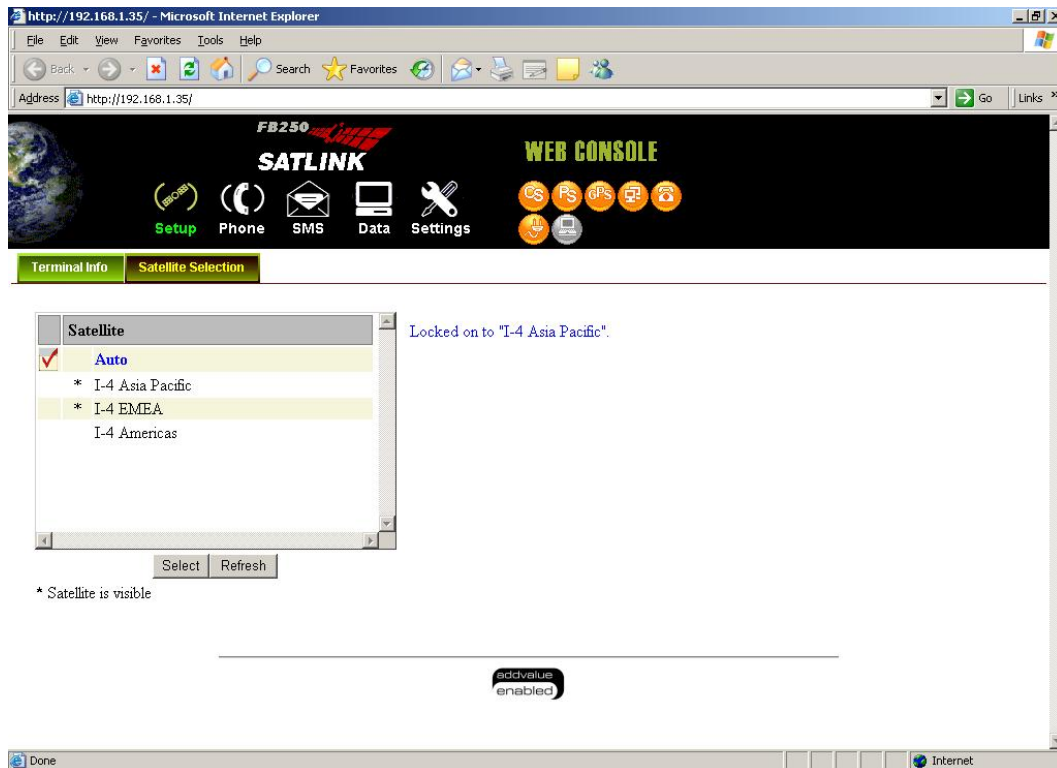 http://192.168.1.35/ - Microsoft Internet Explorer
File Edit View Favorites Tools Help
Back Search Favorites
Address http://192.168.1.35/ Go Links »
FB250
SATLINK
WEB CONSOLE
CS PS GPS
Setup Phone SMS Data Settings
Terminal Info Satellite Selection
Satellite
Locked on to "I-4 Asia Pacific".
Auto
* I-4 Asia Pacific
* I-4 EMEA
I-4 Americas
Select Refresh
* Satellite is visible
addvalue
enabled
Done Internet